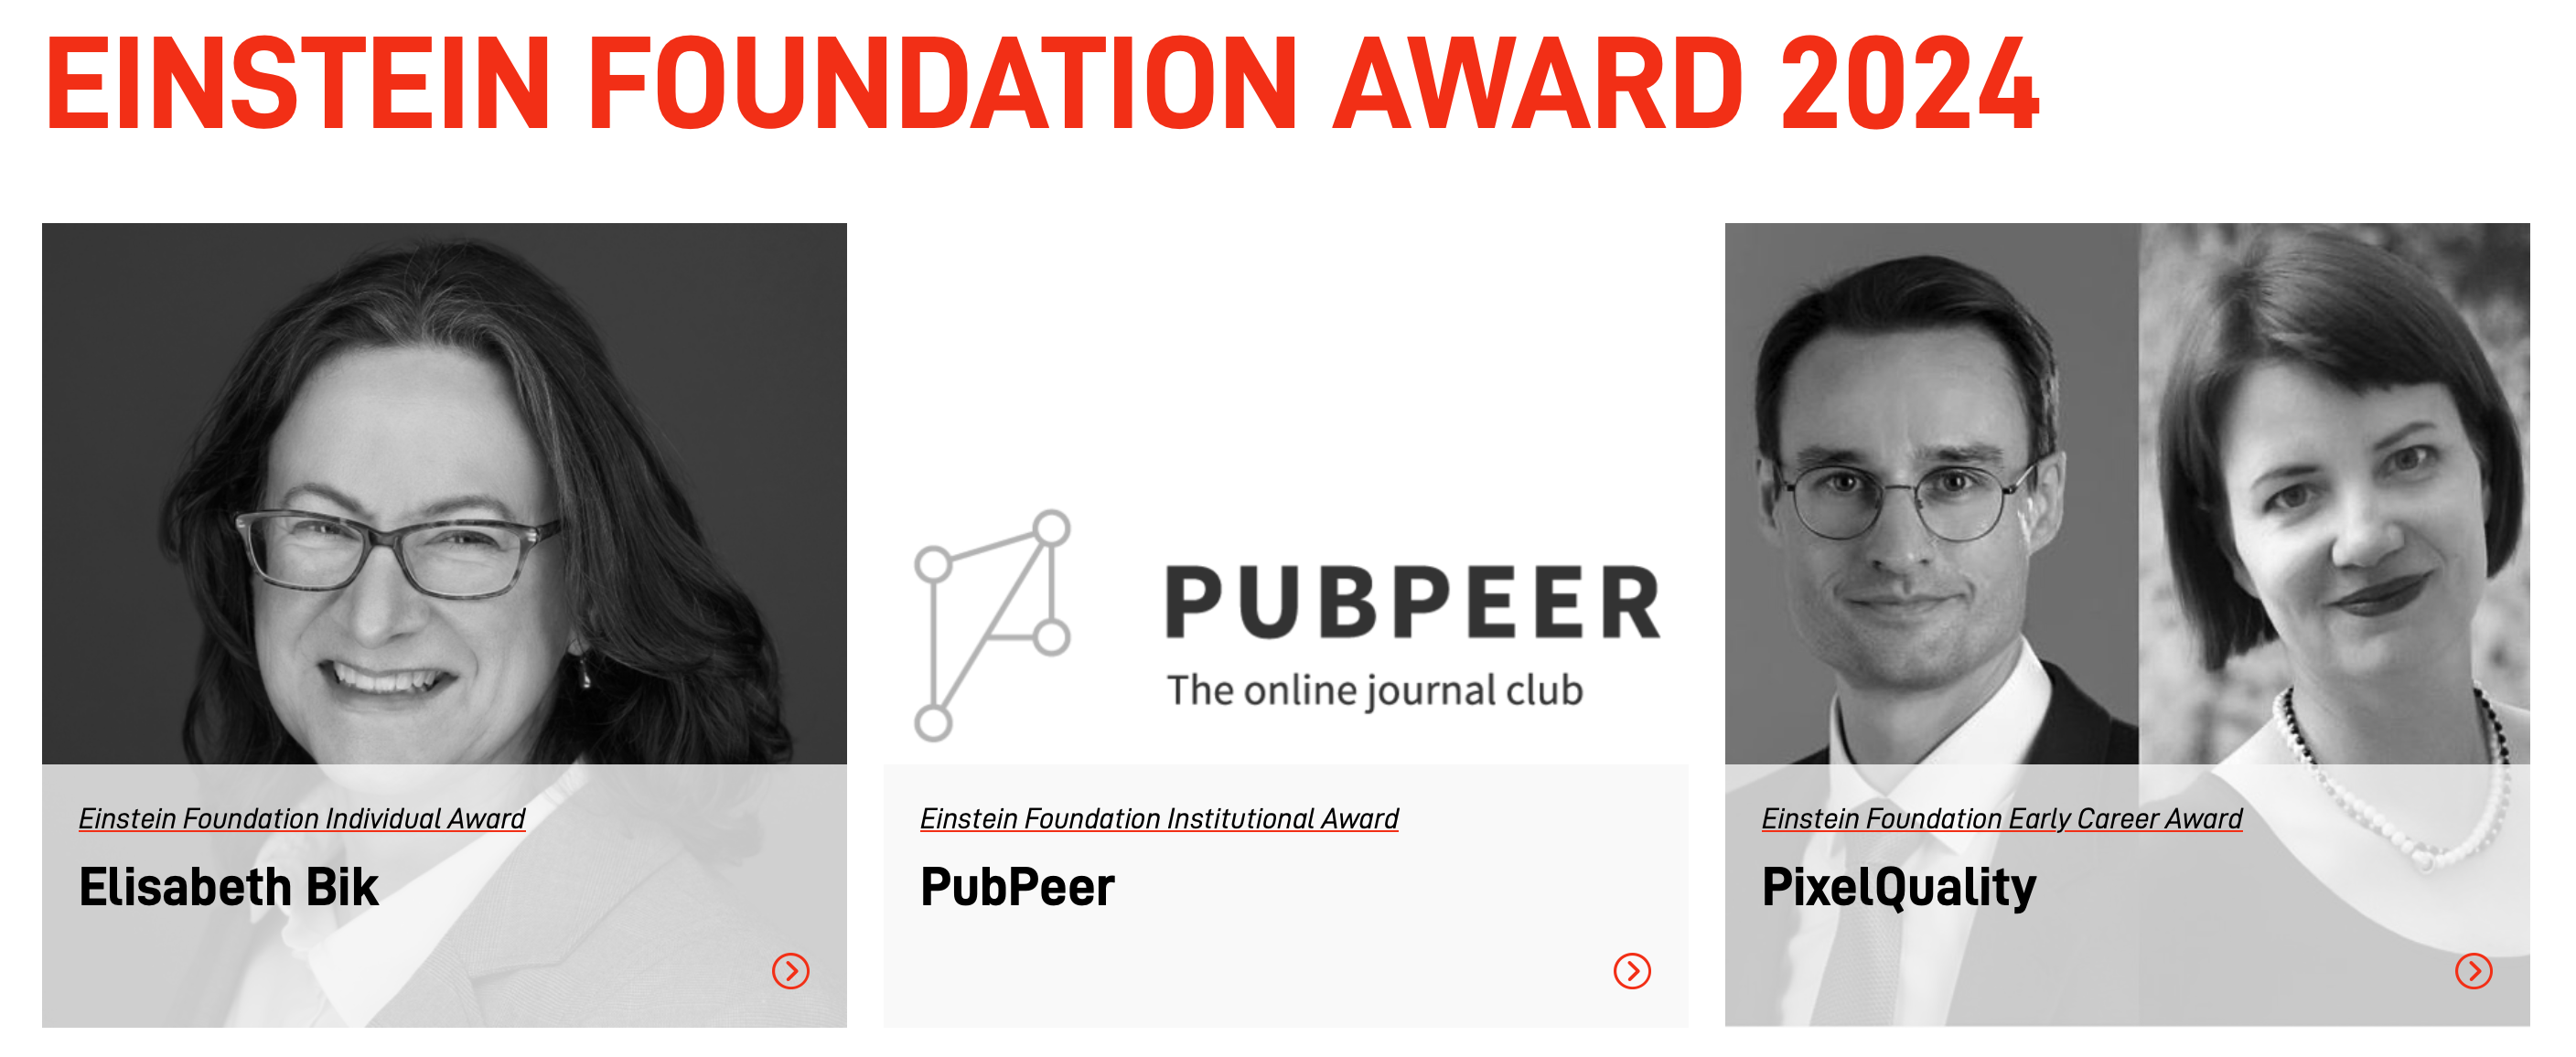 EINSTEIN FOUNDATION AWARD 2024
Einstein Foundation Individual Award
Elisabeth Bik
PUBPEER
The online journal club
Einstein Foundation Institutional Award
PubPeer
Einstein Foundation Early Career Award
PixelQuality